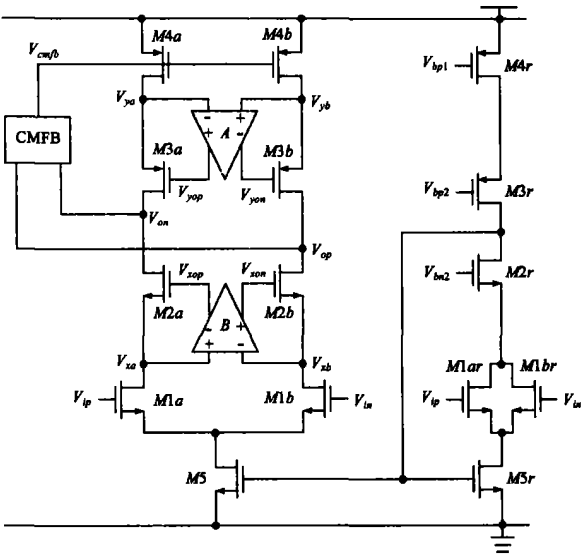 M4a
M4b
V_cmfb
V_bp1
M4r
V_ya
V_yb
- A -
+ +
CMFB
M3a
M3b
V_yop
V_yon
V_bp2
M3r
V_on
V_op
V_xop
V_xon
V_bn2
M2r
M2a
M2b
- B +
+ -
V_xa
V_xb
M1ar
M1br
V_ip
M1a
M1b
V_in
V_ip
V_in
M5
M5r